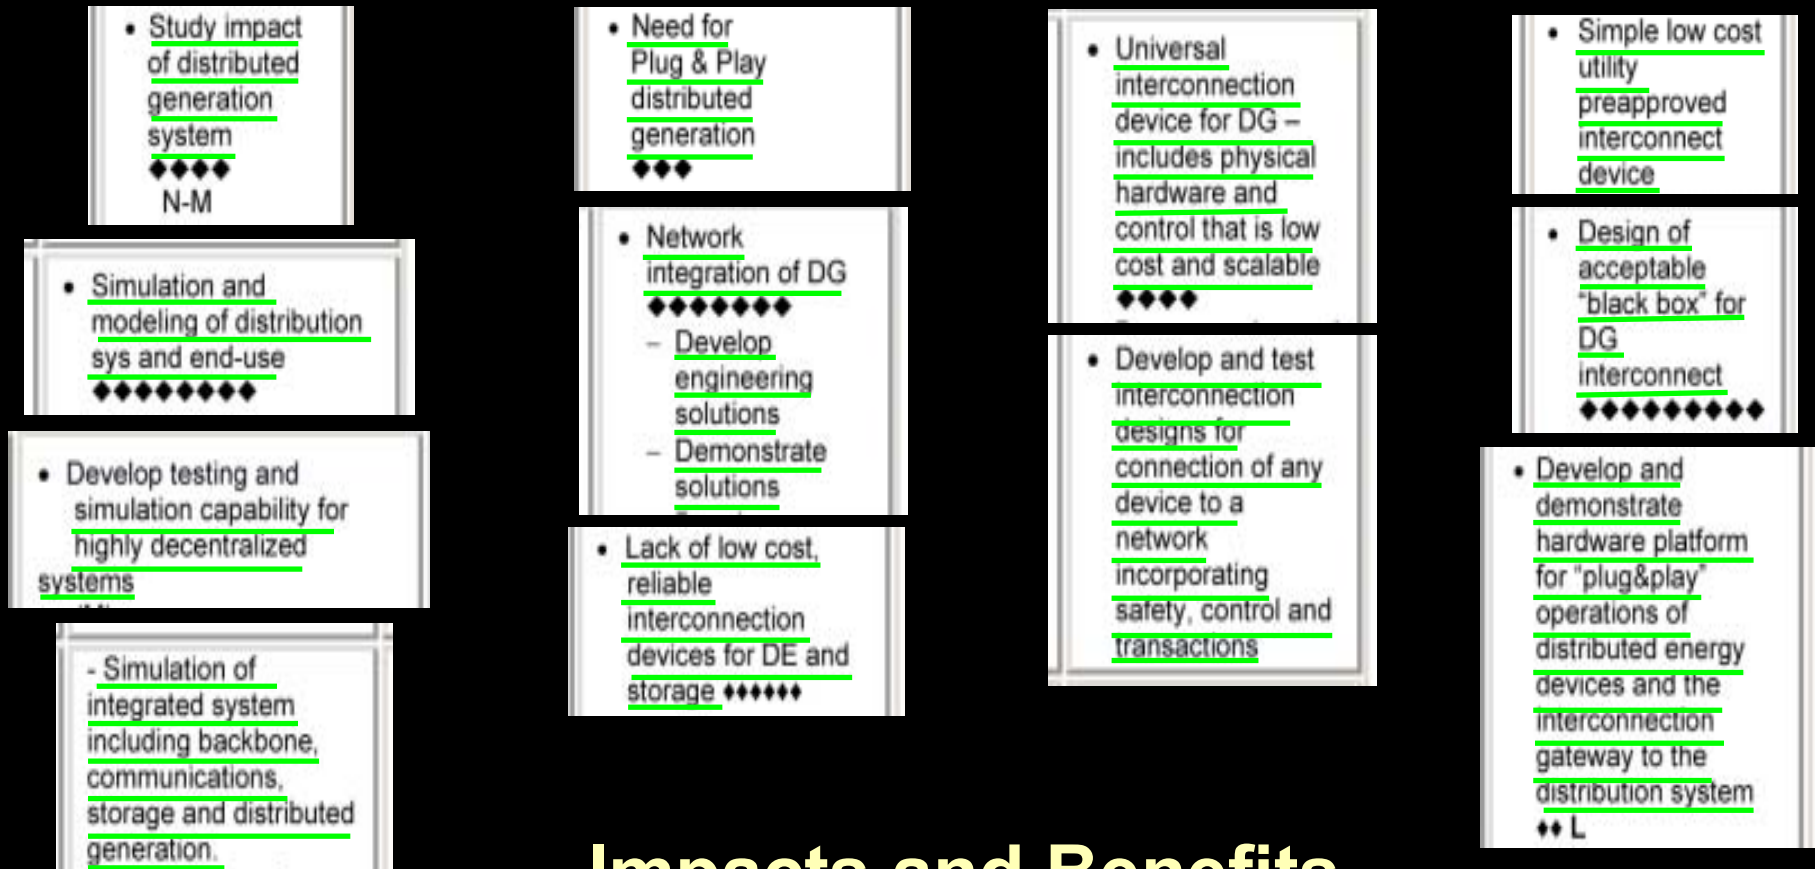 • Study impact
of distributed
generation
system
♦♦♦♦
N-M
• Simulation and
modeling of distribution
sys and end-use
♦♦♦♦♦♦♦♦
• Develop testing and
simulation capability for
highly decentralized
systems
- Simulation of
integrated system
including backbone,
communications,
storage and distributed
generation.
• Need for
Plug & Play
distributed
generation
♦♦♦
• Network
integration of DG
♦♦♦♦♦♦♦
– Develop
engineering
solutions
– Demonstrate
solutions
• Lack of low cost,
reliable
interconnection
devices for DE and
storage ♦♦♦♦♦♦
• Universal
interconnection
device for DG –
includes physical
hardware and
control that is low
cost and scalable
♦♦♦♦
• Develop and test
interconnection
designs for
connection of any
device to a
network
incorporating
safety, control and
transactions
• Simple low cost
utility
preapproved
interconnect
device
• Design of
acceptable
"black box" for
DG
interconnect
♦♦♦♦♦♦♦♦♦
• Develop and
demonstrate
hardware platform
for "plug&play"
operations of
distributed energy
devices and the
interconnection
gateway to the
distribution system
♦♦ L
Impacts and Benefits